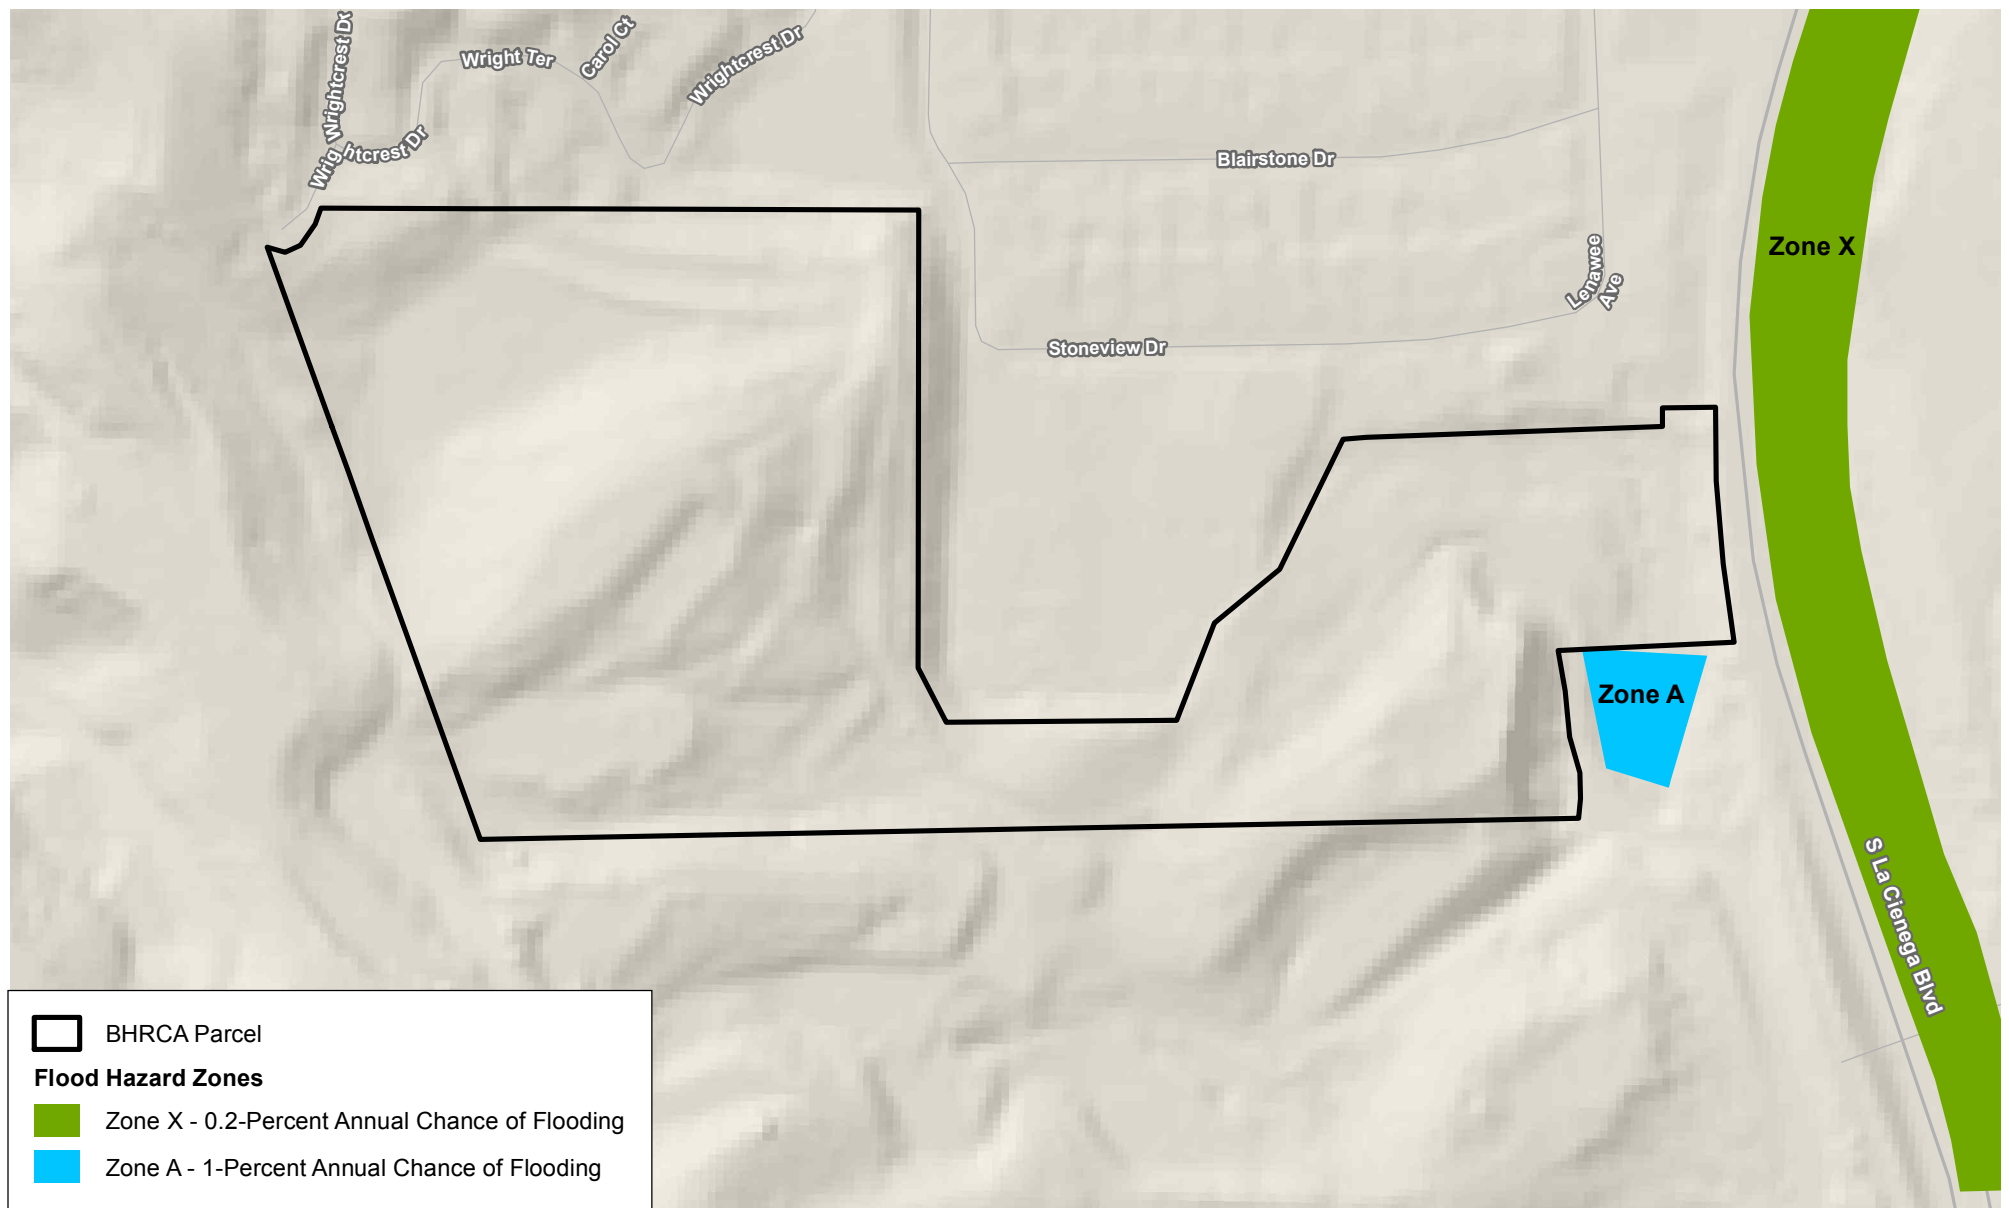 Wrightcrest Dr
Wright Ter
Carol Ct
Wrightcrest Dr
Wrightcrest Dr
Blairstone Dr
Zone X
Lenawee
Ave
Stoneview Dr
Zone A
S La Cienega Blvd
BHRCA Parcel
Flood Hazard Zones
Zone X - 0.2-Percent Annual Chance of Flooding
Zone A - 1-Percent Annual Chance of Flooding